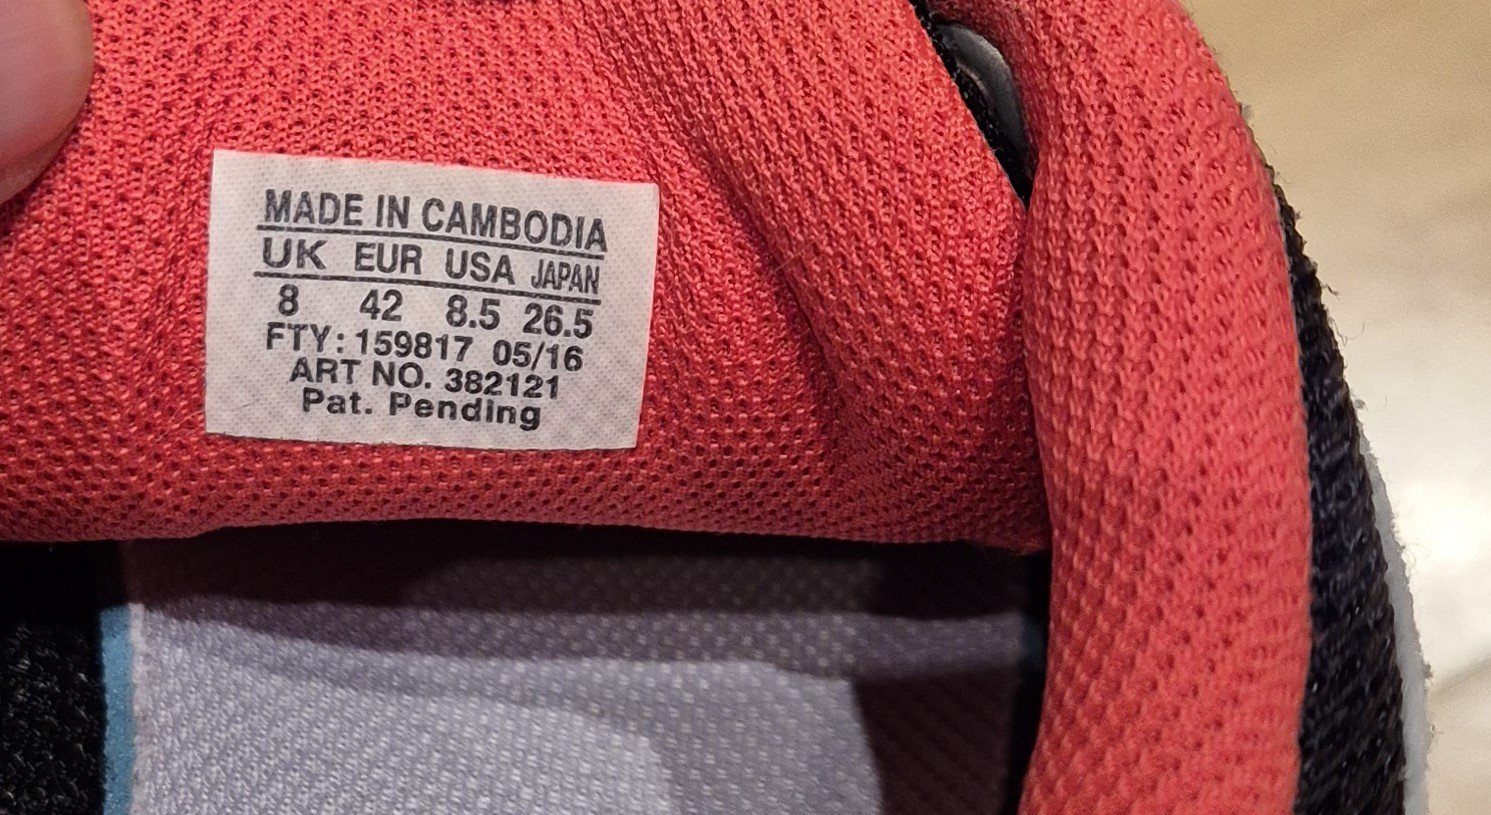 MADE IN CAMBODIA
UK EUR USA JAPAN
8 42 8.5 26.5
FTY: 159817 05/16
ART NO. 382121
Pat. Pending